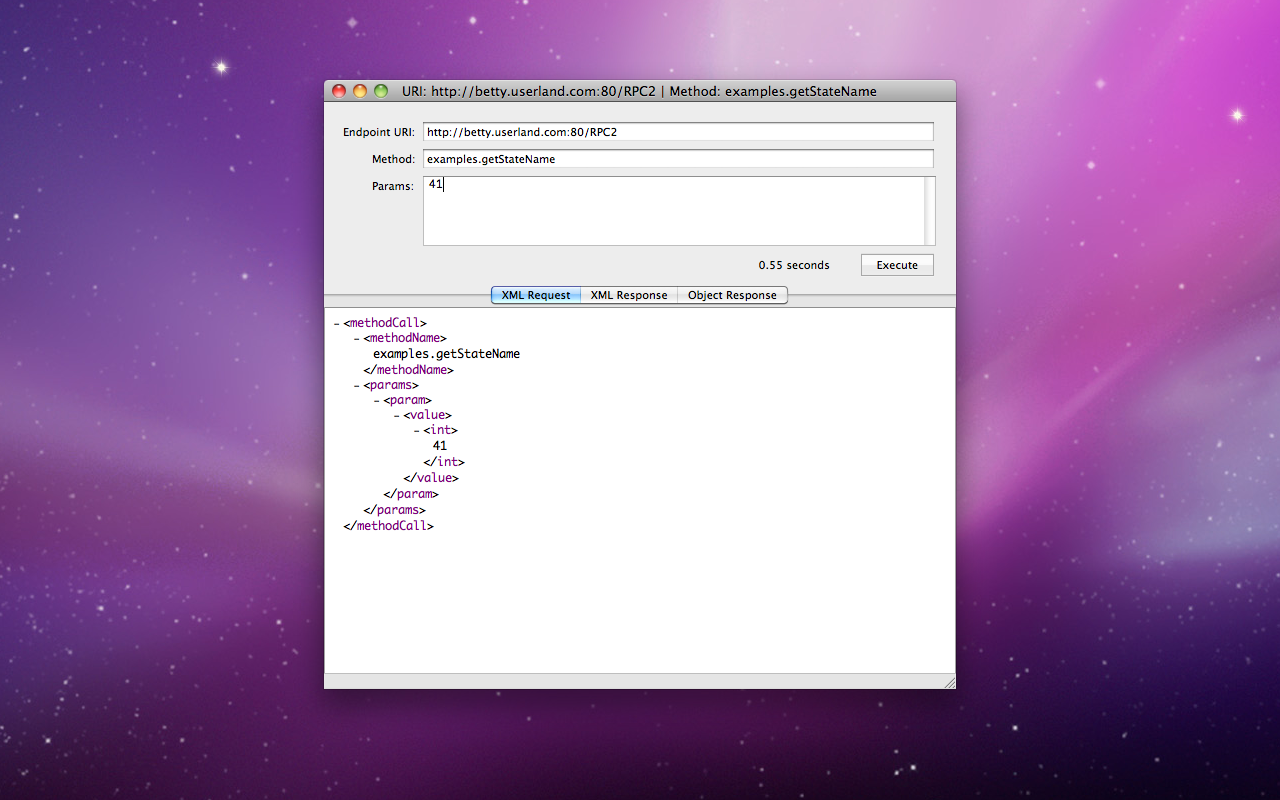 URI: http://betty.userland.com:80/RPC2 | Method: examples.getStateName
Endpoint URI: http://betty.userland.com:80/RPC2
Method: examples.getStateName
Params: 41
0.55 seconds Execute
XML Request XML Response Object Response
- <methodCall>
- <methodName>
examples.getStateName
</methodName>
- <params>
- <param>
- <value>
- <int>
41
</int>
</value>
</param>
</params>
</methodCall>